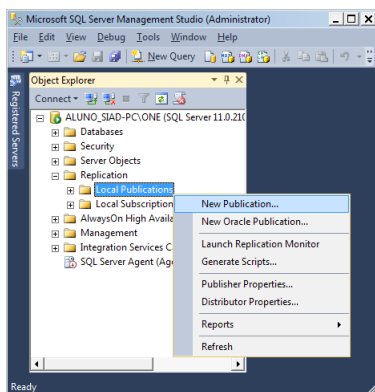 Microsoft SQL Server Management Studio (Administrator)
File Edit View Debug Tools Window Help
New Query
Registered Servers
Object Explorer
Connect
ALUNO_SIAD-PC\ONE (SQL Server 11.0.210
Databases
Security
Server Objects
Replication
Local Publications
Local Subscription
AlwaysOn High Availa
Management
Integration Services C
SQL Server Agent (Age
New Publication...
New Oracle Publication...
Launch Replication Monitor
Generate Scripts...
Publisher Properties...
Distributor Properties...
Reports
Refresh
Ready